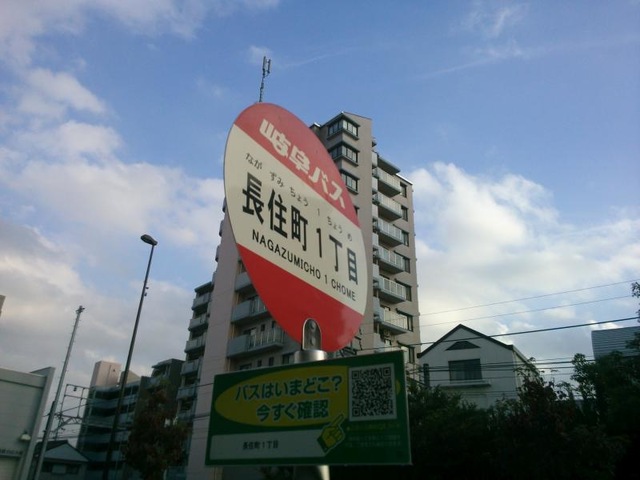 岐阜バス
ながずみちょう1ちょうめ
長住町1丁目
NAGAZUMICHO 1 CHOME
バスはいまどこ?
今すぐ確認
長住町1丁目